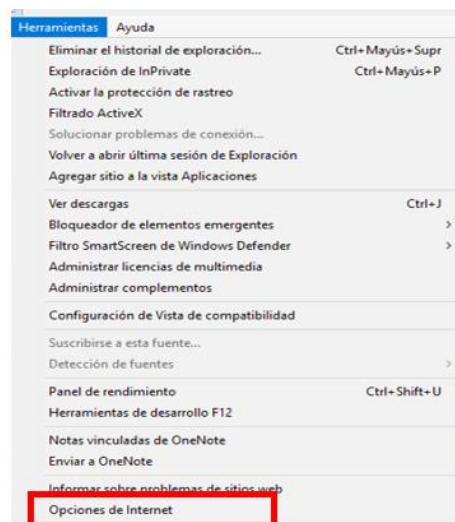 Herramientas Ayuda
Eliminar el historial de exploración... Ctrl+Mayús+Supr
Exploración de InPrivate Ctrl+Mayús+P
Activar la protección de rastreo
Filtrado ActiveX
Solucionar problemas de conexión...
Volver a abrir última sesión de Exploración
Agregar sitio a la vista Aplicaciones
Ver descargas Ctrl+J
Bloqueador de elementos emergentes
Filtro SmartScreen de Windows Defender
Administrar licencias de multimedia
Administrar complementos
Configuración de Vista de compatibilidad
Suscribirse a esta fuente...
Detección de fuentes
Panel de rendimiento Ctrl+Shift+U
Herramientas de desarrollo F12
Notas vinculadas de OneNote
Enviar a OneNote
Informar sobre problemas de sitios web
Opciones de Internet